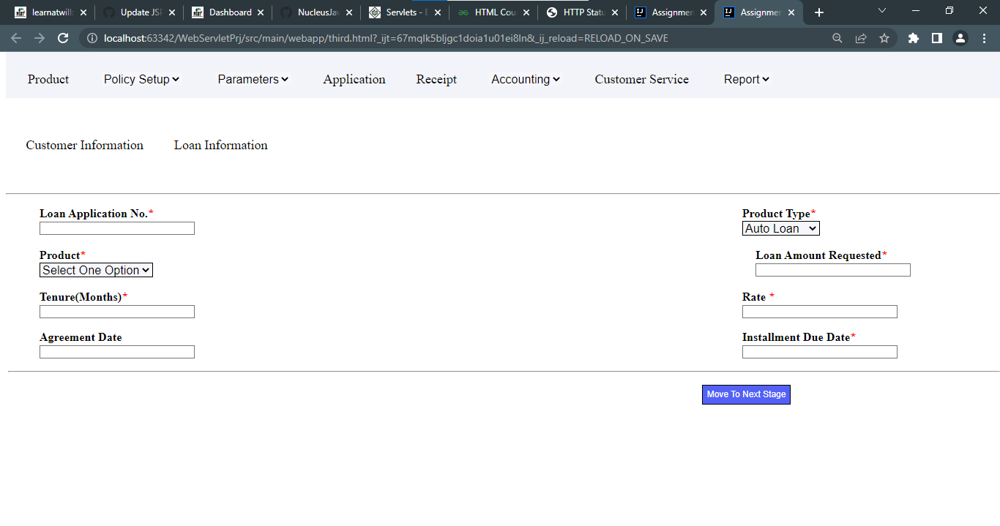 learnatwill Update JSI Dashboard NucleusJav Servlets - E HTML Cou HTTP Statu Assignmen Assignmen
localhost:63342/WebServletPrj/src/main/webapp/third.html?_ijt=67mqlk5bljgc1doia1u01ei8ln&_ij_reload=RELOAD_ON_SAVE
Product Policy Setup Parameters Application Receipt Accounting Customer Service Report
Customer Information Loan Information
Loan Application No.* Product Type*
Auto Loan
Product* Loan Amount Requested*
Select One Option
Tenure(Months)* Rate *
Agreement Date Installment Due Date*
Move To Next Stage